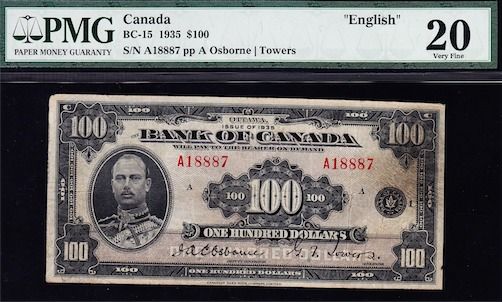 PMG
PAPER MONEY GUARANTY
Canada
BC-15 1935 $100
S/N A18887 pp A Osborne | Towers
"English"
20
Very Fine
100
OTTAWA,
ISSUE OF 1935
100
BANK OF CANADA
WILL PAY TO THE BEARER ON DEMAND
A18887
A18887
A
A
100
100
100
ONE HUNDRED DOLLARS
100
100
ONE HUNDRED DOLLARS